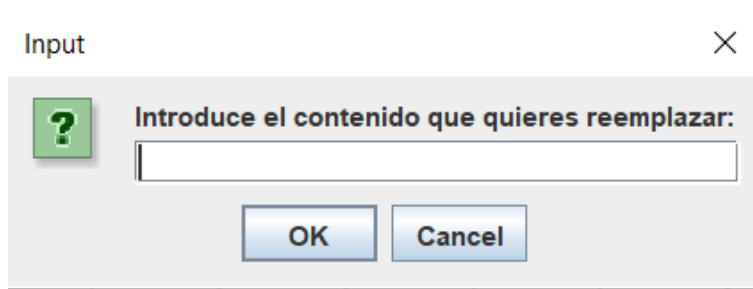 Input
Introduce el contenido que quieres reemplazar:
OK Cancel